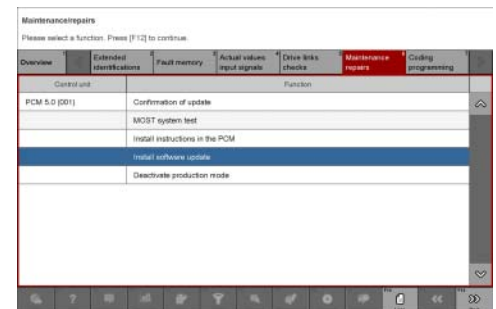 Maintenance/repairs
Please select a function. Press [F12] to continue.
Overview
Extended identifications
Fault memory
Actual values input signals
Drive links checks
Maintenance repairs
Coding programming
Control unit
Function
PCM 5.0 [001]
Confirmation of update
MOST system test
Install instructions in the PCM
Install software update
Deactivate production mode